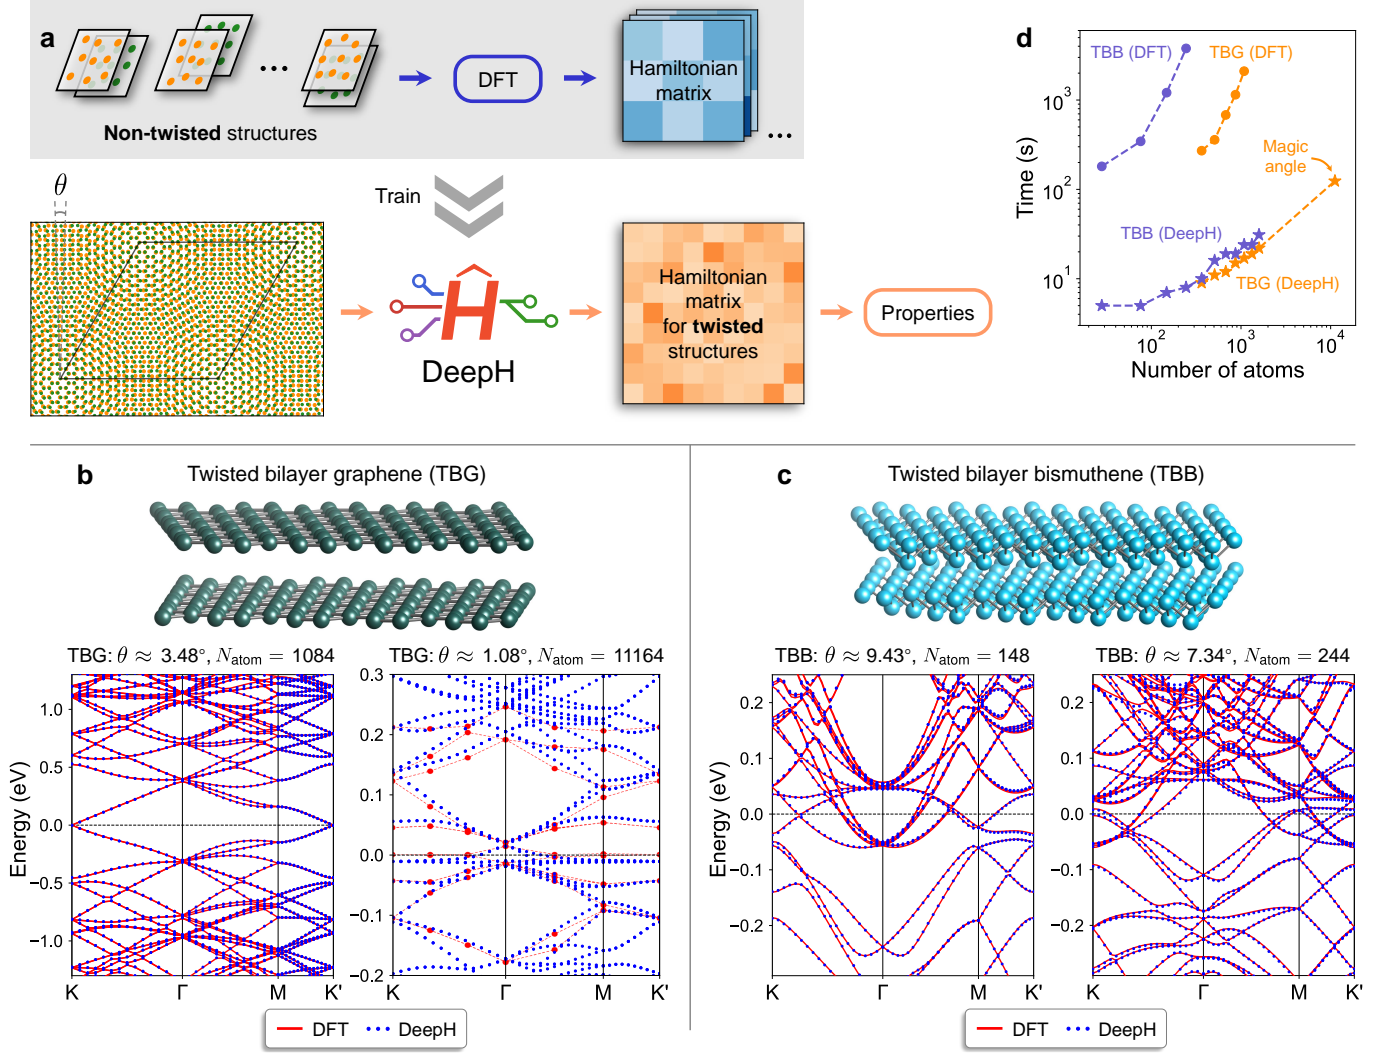 a
DFT
Hamiltonian
matrix
...
...
Non-twisted structures
θ
Train
H
DeepH
Hamiltonian
matrix
for twisted
structures
Properties
d
TBB (DFT)
TBG (DFT)
Magic
angle
TBB (DeepH)
TBG (DeepH)
10³
10²
10¹
Time (s)
10²
10³
10⁴
Number of atoms
b
Twisted bilayer graphene (TBG)
TBG: θ ≈ 3.48°, N_atom = 1084
TBG: θ ≈ 1.08°, N_atom = 11164
Energy (eV)
1.0
0.5
0.0
−0.5
−1.0
K Γ M K'
0.3
0.2
0.1
0.0
−0.1
−0.2
K Γ M K'
DFT DeepH
c
Twisted bilayer bismuthene (TBB)
TBB: θ ≈ 9.43°, N_atom = 148
TBB: θ ≈ 7.34°, N_atom = 244
Energy (eV)
0.2
0.1
0.0
−0.1
−0.2
K Γ M K'
0.2
0.1
0.0
−0.1
−0.2
K Γ M K'
DFT DeepH